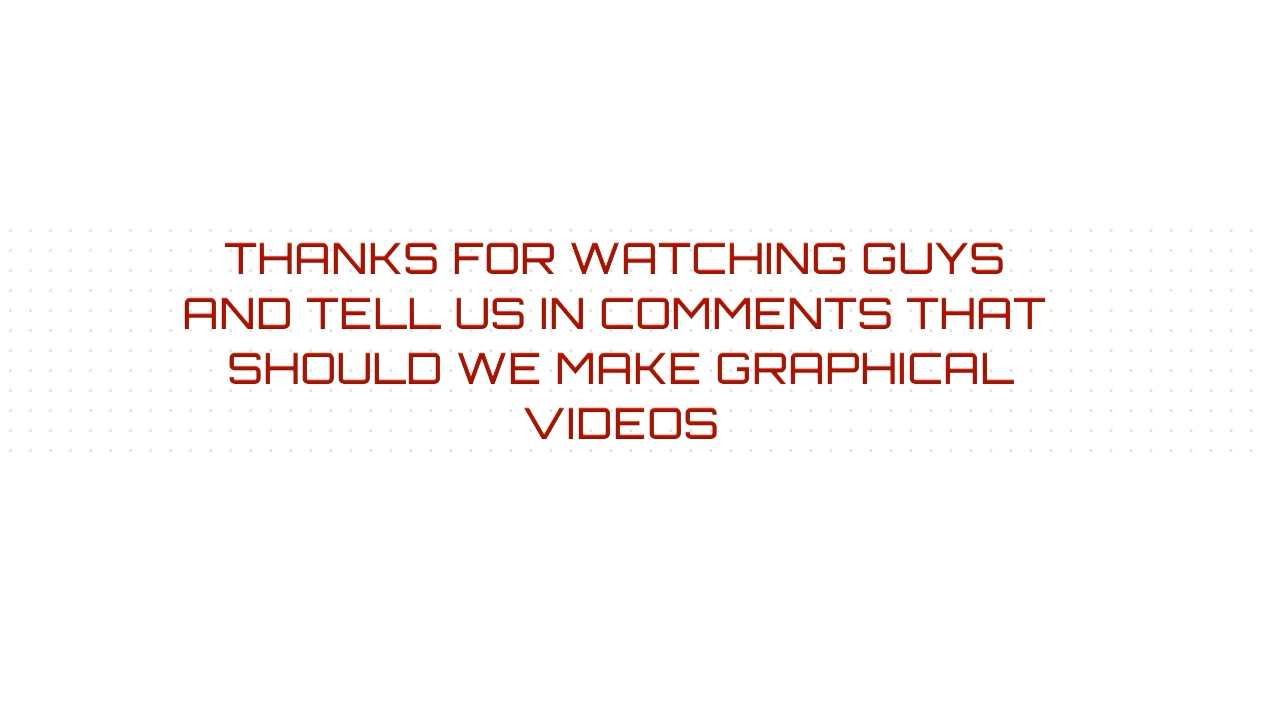 THANKS FOR WATCHING GUYS
AND TELL US IN COMMENTS THAT
SHOULD WE MAKE GRAPHICAL
VIDEOS